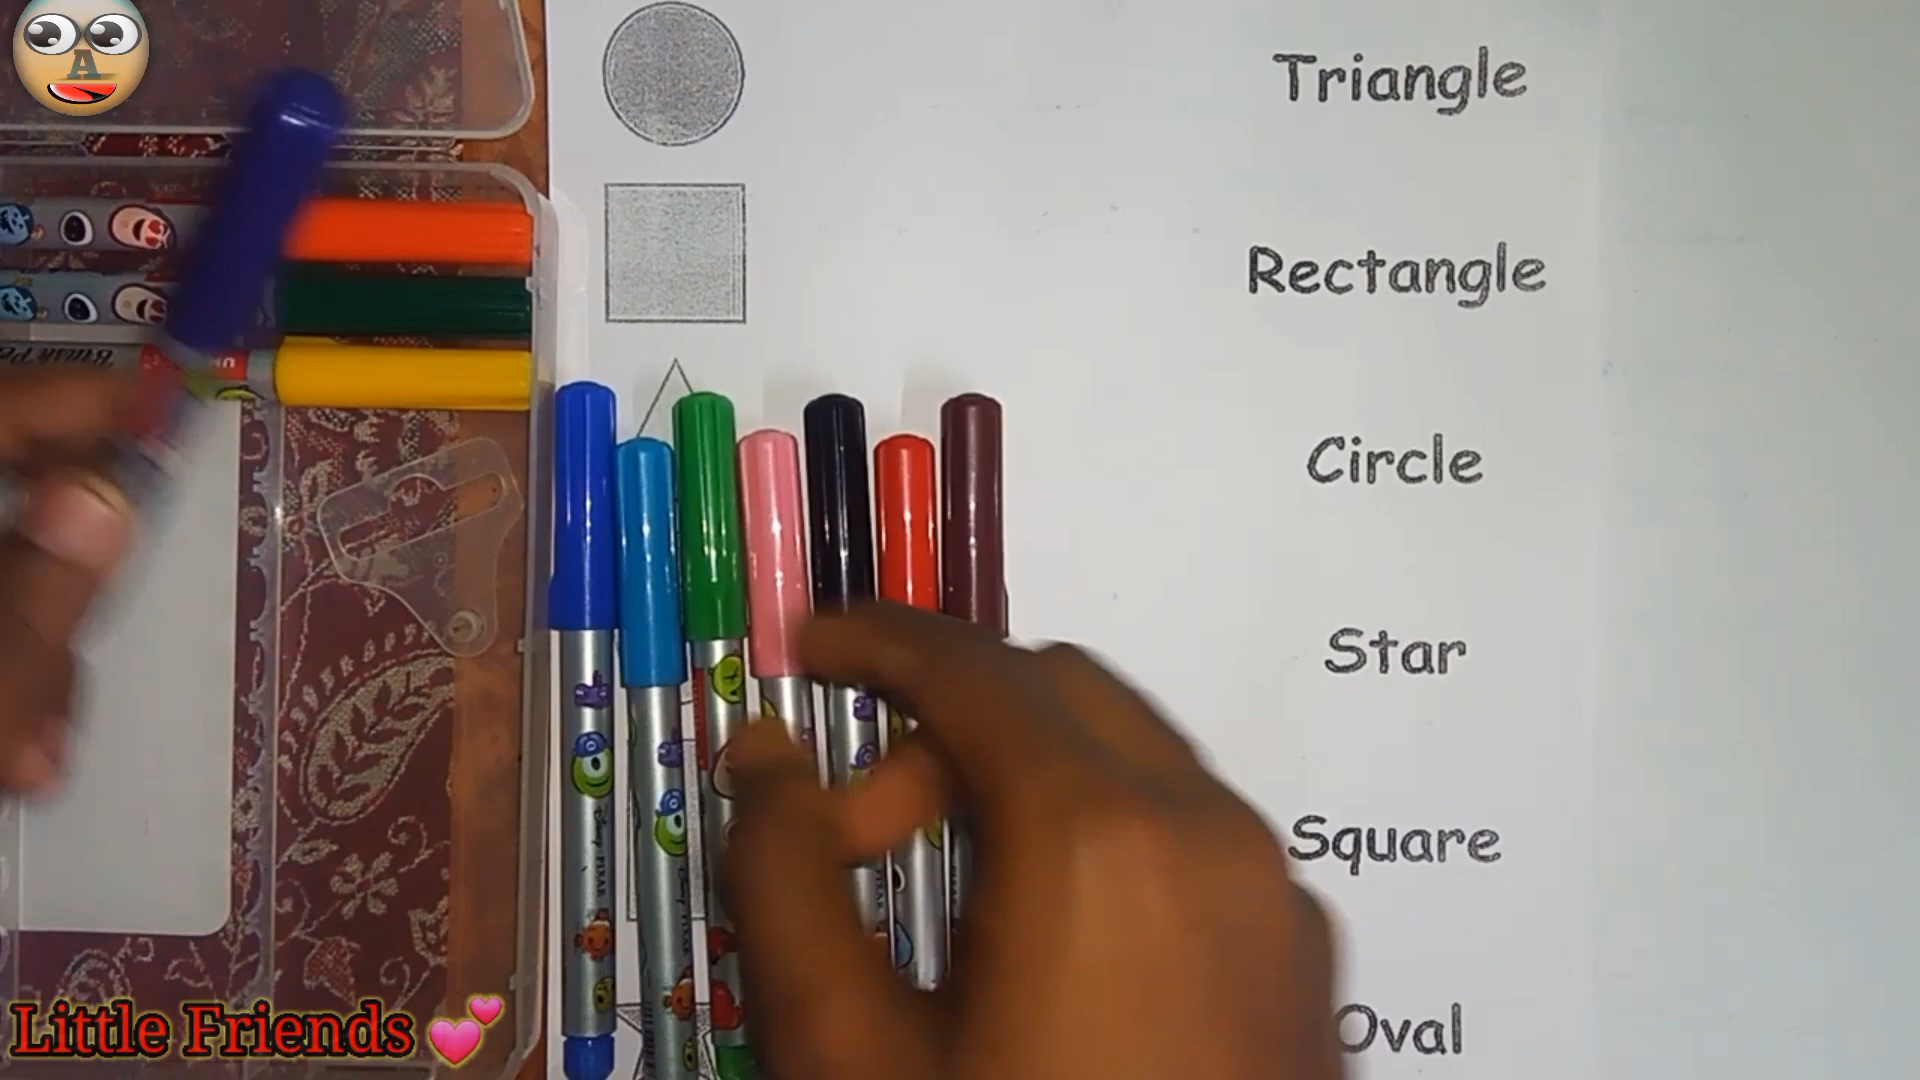 A
Triangle
Rectangle
Circle
Star
Square
Oval
Little Friends